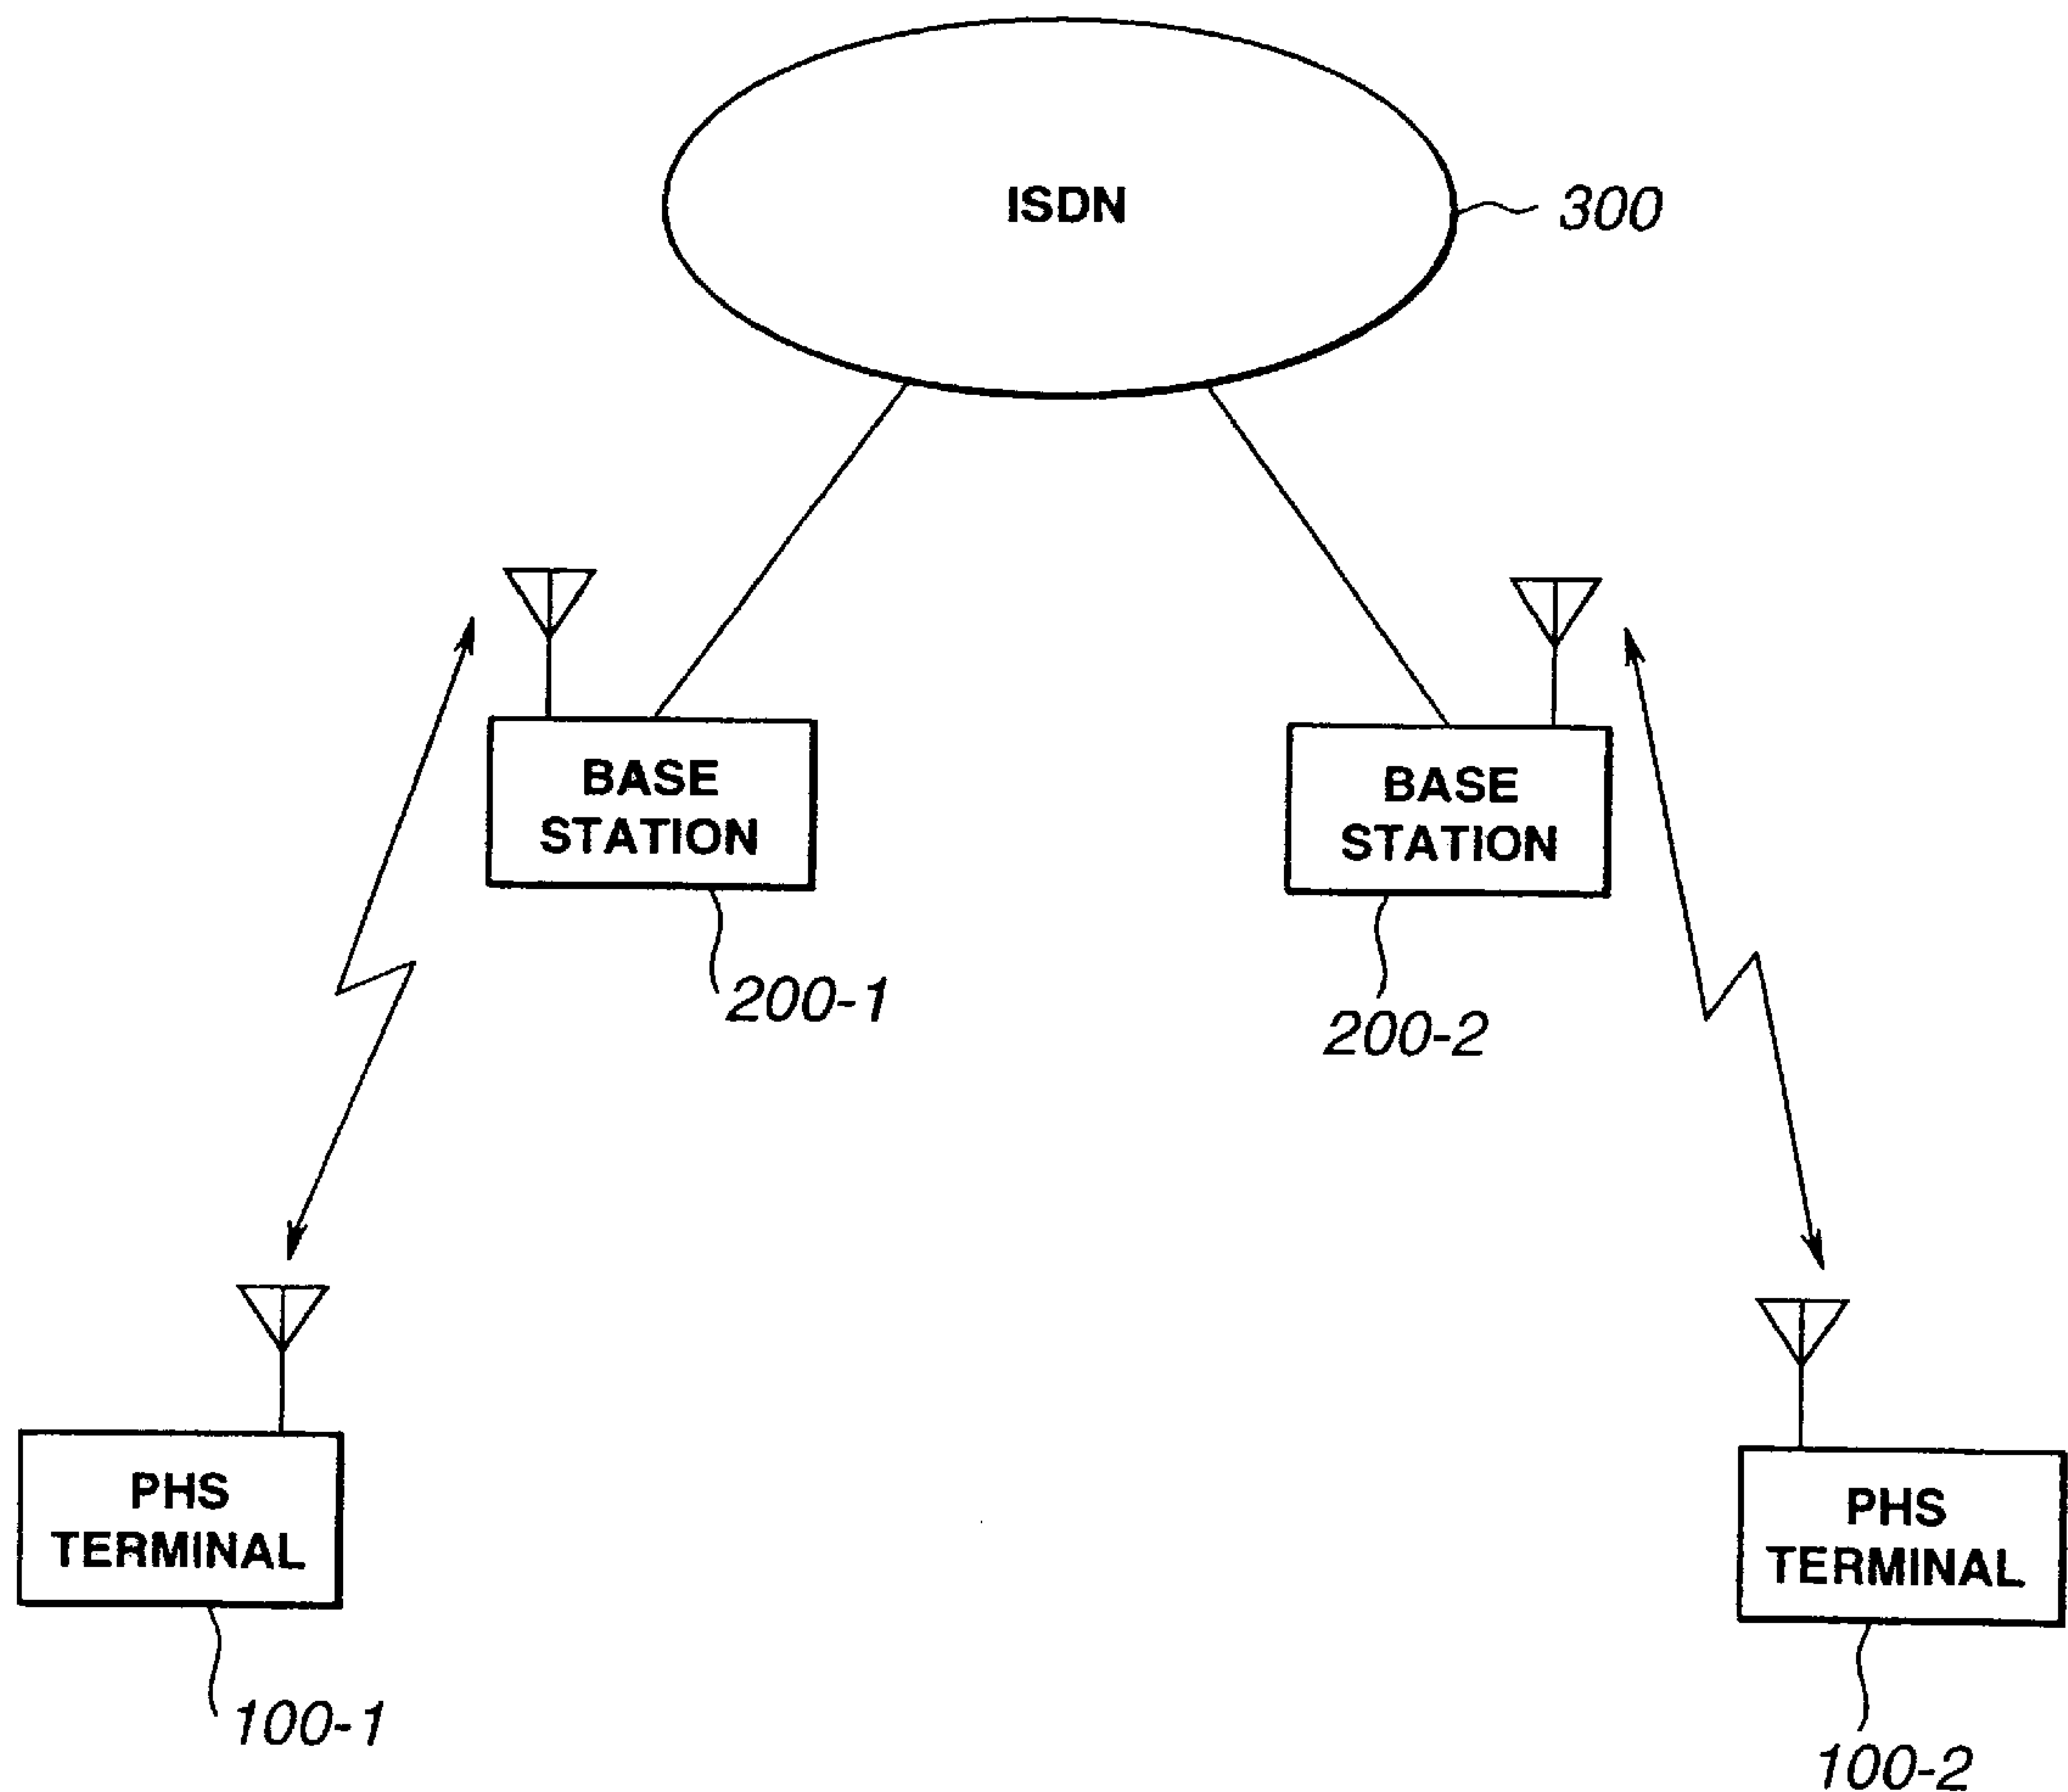 ISDN
300
BASE
STATION
BASE
STATION
200-1
200-2
PHS
TERMINAL
PHS
TERMINAL
100-1
100-2